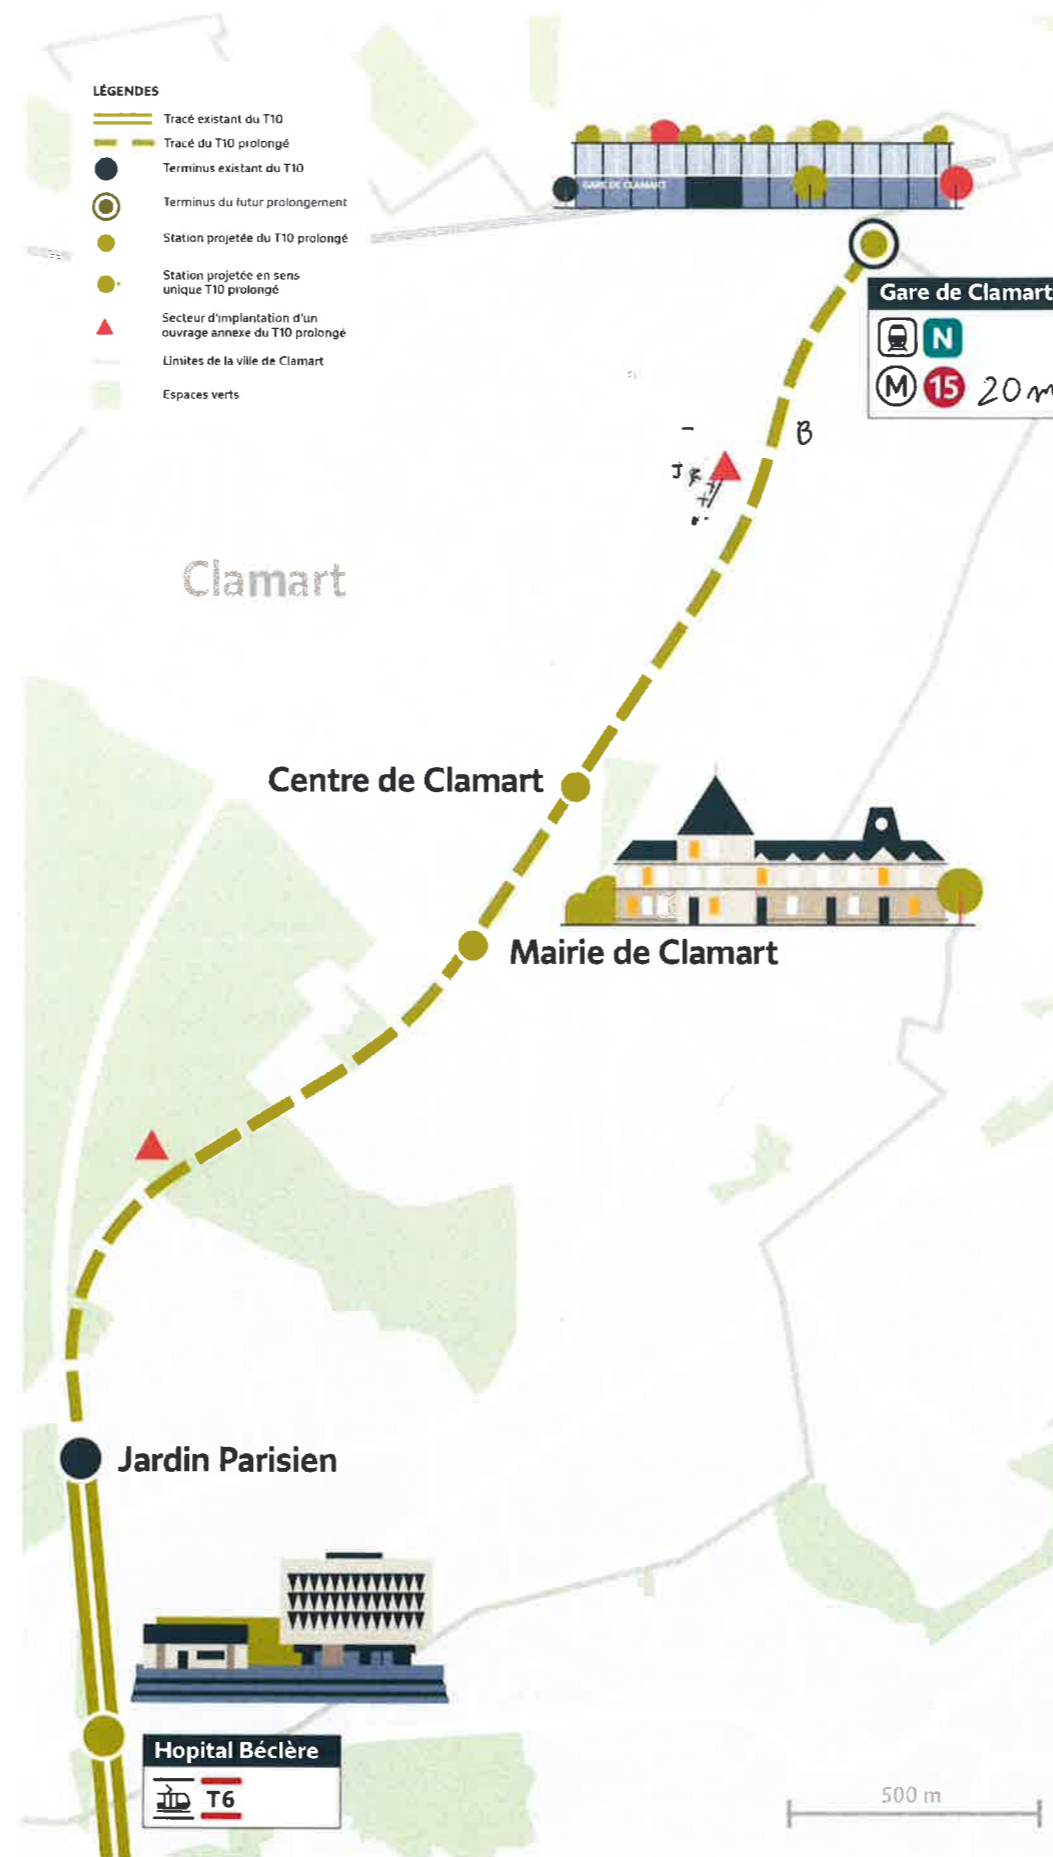 LÉGENDES
Tracé existant du T10
Tracé du T10 prolongé
Terminus existant du T10
Terminus du futur prolongement
Station projetée du T10 prolongé
Station projetée en sens
unique T10 prolongé
Secteur d'implantation d'un
ouvrage annexe du T10 prolongé
Limites de la ville de Clamart
Espaces verts
GARE DE CLAMART
Gare de Clamart
N
M 15 20 m
B
Clamart
Centre de Clamart
Mairie de Clamart
Jardin Parisien
Hopital Béclère
T6
500 m